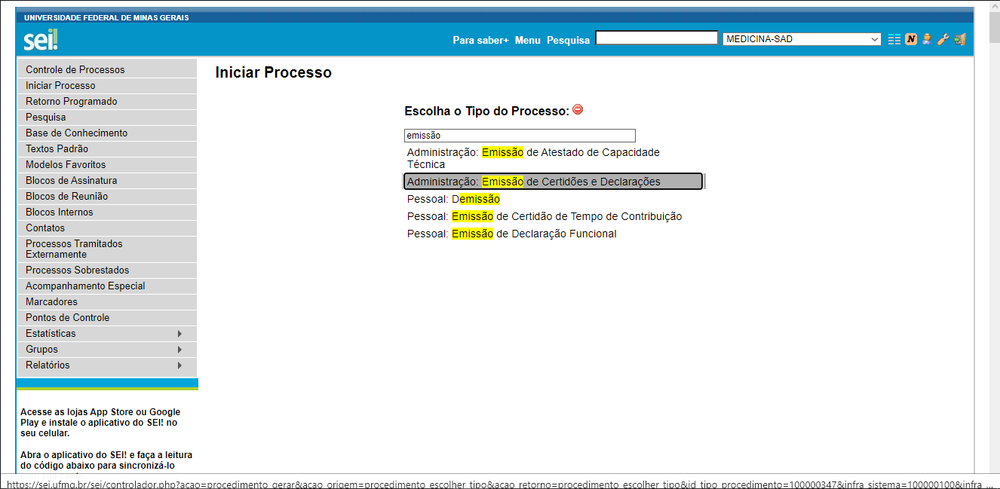 UNIVERSIDADE FEDERAL DE MINAS GERAIS
sei!
Para saber+ Menu Pesquisa
MEDICINA-SAD
N
Controle de Processos
Iniciar Processo
Retorno Programado
Pesquisa
Base de Conhecimento
Textos Padrão
Modelos Favoritos
Blocos de Assinatura
Blocos de Reunião
Blocos Internos
Contatos
Processos Tramitados
Externamente
Processos Sobrestados
Acompanhamento Especial
Marcadores
Pontos de Controle
Estatísticas
Grupos
Relatórios
Acesse as lojas App Store ou Google
Play e instale o aplicativo do SEI! no
seu celular.
Abra o aplicativo do SEI! e faça a leitura
do código abaixo para sincronizá-lo
Iniciar Processo
Escolha o Tipo do Processo:
emissão
Administração: Emissão de Atestado de Capacidade
Técnica
Administração: Emissão de Certidões e Declarações
Pessoal: Demissão
Pessoal: Emissão de Certidão de Tempo de Contribuição
Pessoal: Emissão de Declaração Funcional
https://sei.ufmg.br/sei/controlador.php?acao=procedimento_gerar&acao_origem=procedimento_escolher_tipo&acao_retorno=procedimento_escolher_tipo&id_tipo_procedimento=100000347&infra_sistema=100000100&infra_...